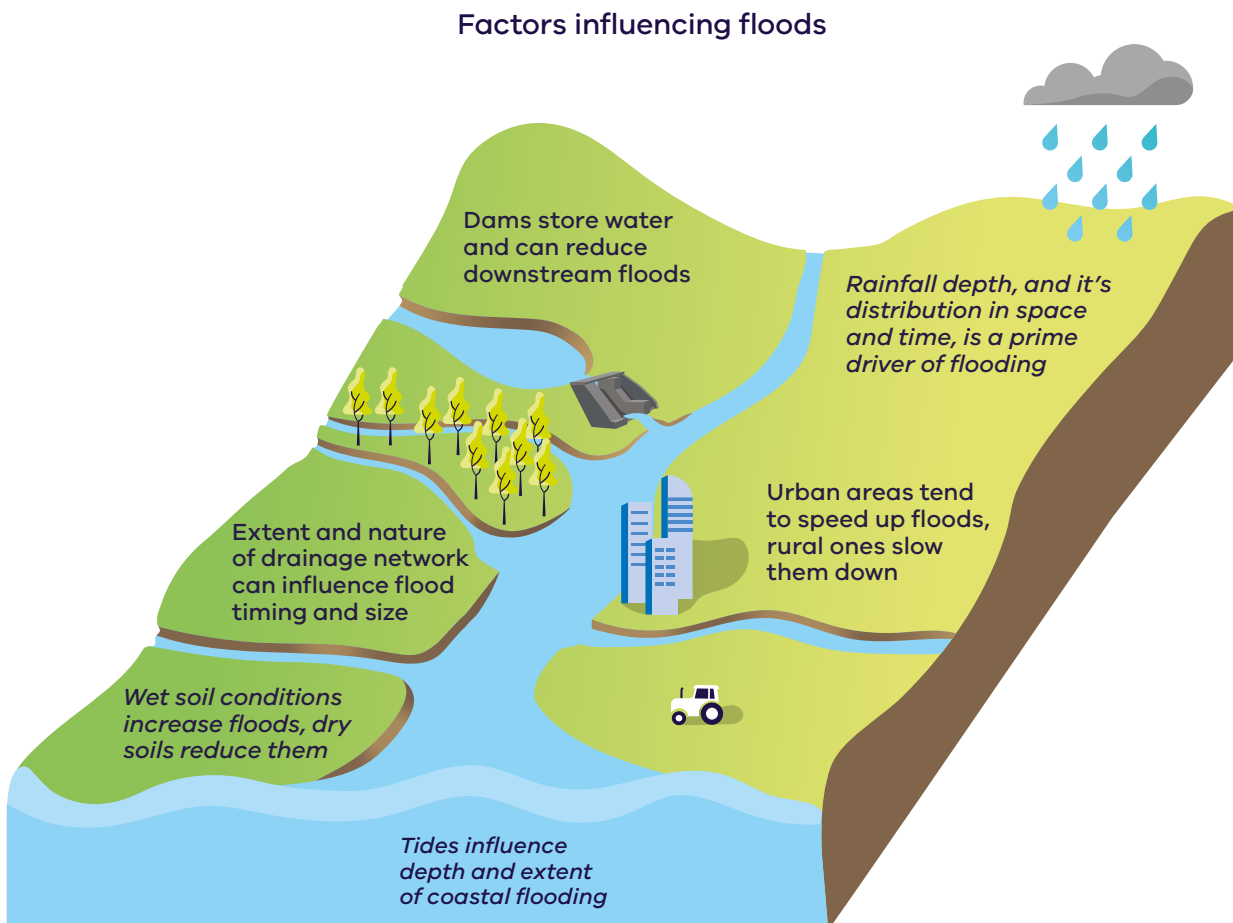 Factors influencing floods
Dams store water
and can reduce
downstream floods
Rainfall depth, and it's
distribution in space
and time, is a prime
driver of flooding
Extent and nature
of drainage network
can influence flood
timing and size
Urban areas tend
to speed up floods,
rural ones slow
them down
Wet soil conditions
increase floods, dry
soils reduce them
Tides influence
depth and extent
of coastal flooding